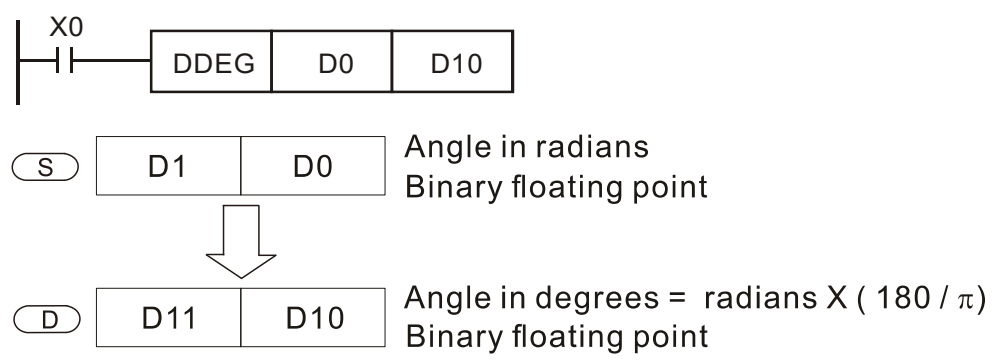 X0
DDEG D0 D10
S D1 D0 Angle in radians
Binary floating point
D D11 D10 Angle in degrees = radians X ( 180 / π)
Binary floating point